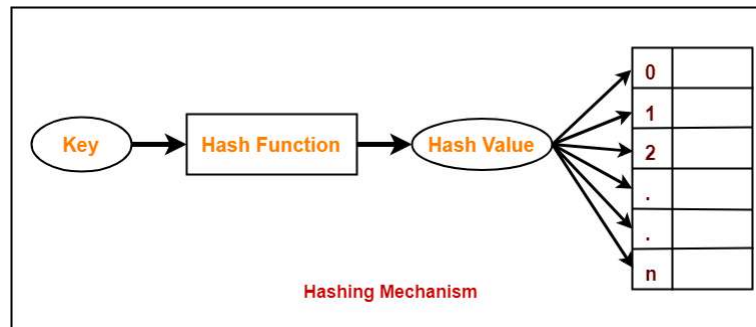 Key
Hash Function
Hash Value
0
1
2
.
.
n
Hashing Mechanism